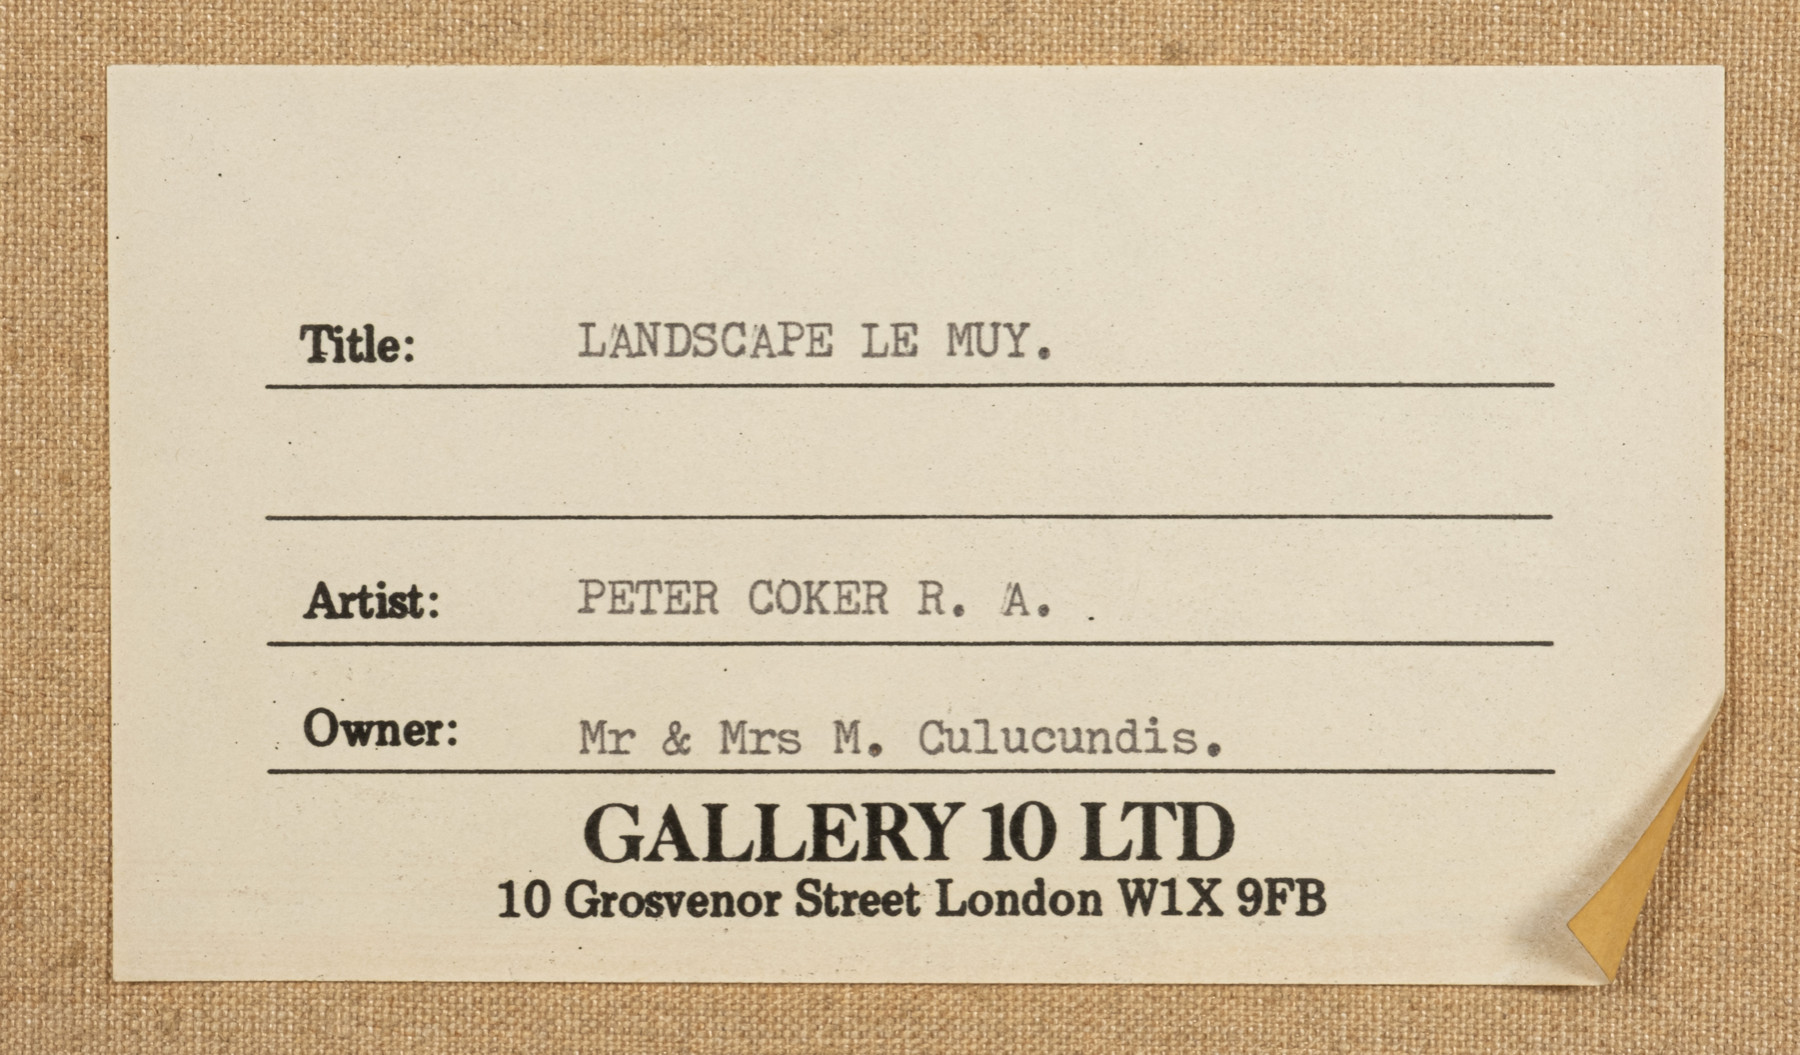 Title: LANDSCAPE LE MUY.
Artist: PETER COKER R. A.
Owner: Mr & Mrs M. Culucundis.
GALLERY 10 LTD
10 Grosvenor Street London W1X 9FB